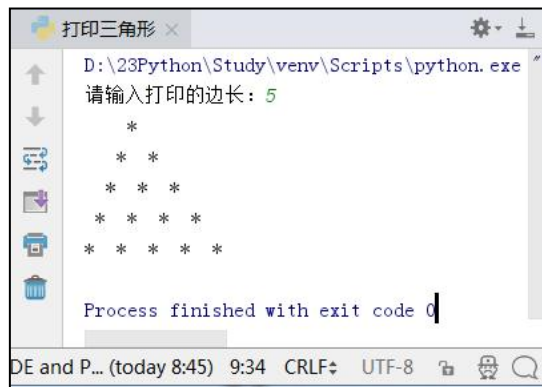 打印三角形
D:\23Python\Study\venv\Scripts\python.exe "
请输入打印的边长：5
*
* *
* * *
* * * *
* * * * *
Process finished with exit code 0
DE and P... (today 8:45) 9:34 CRLF UTF-8